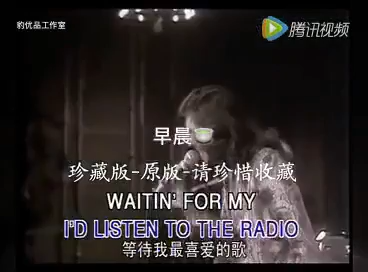 豹优品工作室
腾讯视频
早晨🍵
珍藏版-原版-请珍惜收藏
WAITIN' FOR MY
I'D LISTEN TO THE RADIO
等待我最喜爱的歌